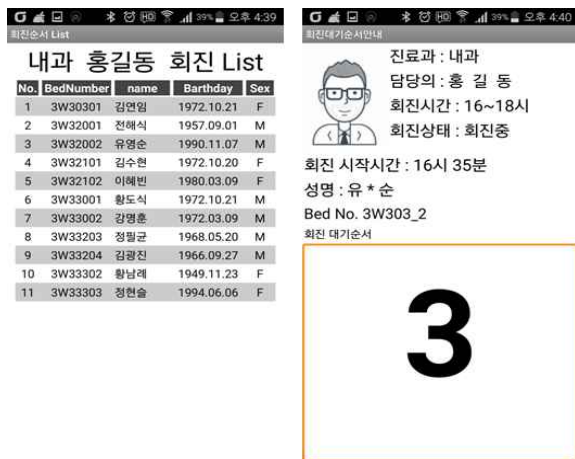 39% 오후 4:39
회진순서 List
내과 홍길동 회진 List
No. BedNumber name Barthday Sex
1 3W30301 김연임 1972.10.21 F
2 3W32001 전해식 1957.09.01 M
3 3W32002 유영순 1990.11.07 M
4 3W32101 김수현 1972.10.20 F
5 3W32102 이혜빈 1980.03.09 F
6 3W33001 황도식 1972.10.21 M
7 3W33002 강명훈 1972.03.09 M
8 3W33203 정필균 1968.05.20 M
9 3W33204 김광진 1966.09.27 M
10 3W33302 황남례 1949.11.23 F
11 3W33303 정현슬 1994.06.06 F
39% 오후 4:40
회진대기순서안내
진료과 : 내과
담당의 : 홍 길 동
회진시간 : 16~18시
회진상태 : 회진중
회진 시작시간 : 16시 35분
성명 : 유 * 순
Bed No. 3W303_2
회진 대기순서
3